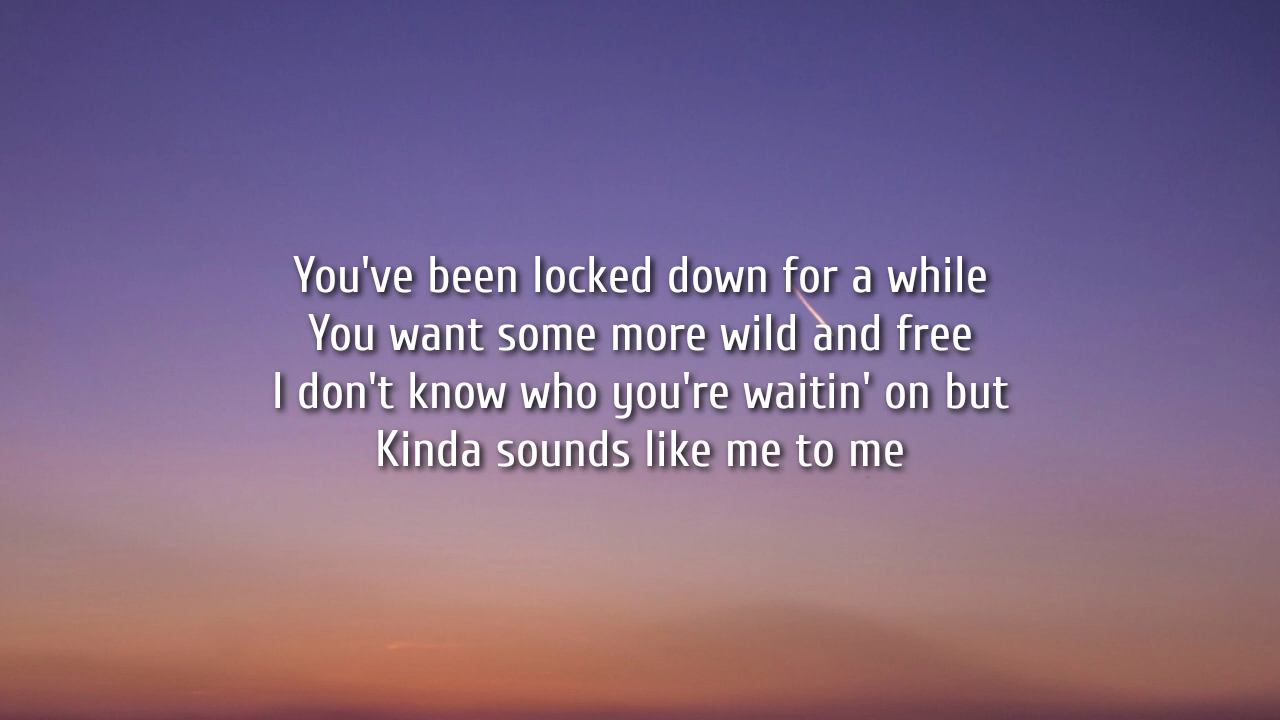 You've been locked down for a while
You want some more wild and free
I don't know who you're waitin' on but
Kinda sounds like me to me